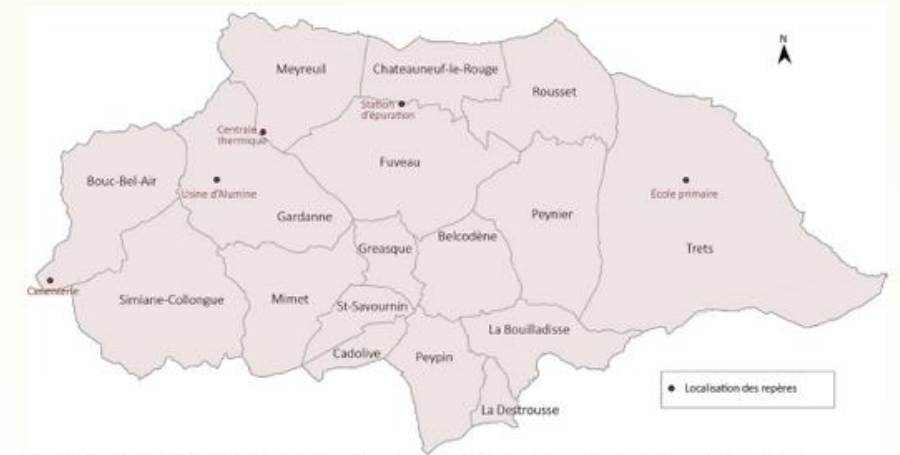 N
Meyreuil
Chateauneuf-le-Rouge
Rousset
Station
d'épuration
Centrale
thermique
Fuveau
Bouc-Bel-Air
Usine d'Alumine
Ecole primaire
Gardanne
Peynier
Belcodène
Greasque
Trets
Cimenterie
Simiane-Collongue
Mimet
St-Savournin
La Bouilladisse
Cadolive
Peypin
Localisation des repères
La Destrousse